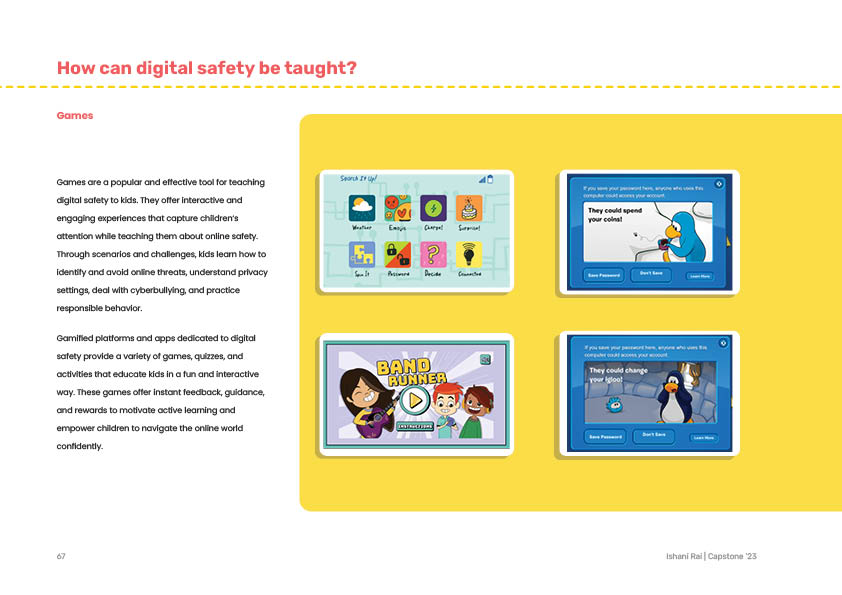 How can digital safety be taught?
Games
Games are a popular and effective tool for teaching
digital safety to kids. They offer interactive and
engaging experiences that capture children's
attention while teaching them about online safety.
Through scenarios and challenges, kids learn how to
identify and avoid online threats, understand privacy
settings, deal with cyberbullying, and practice
responsible behavior.
Gamified platforms and apps dedicated to digital
safety provide a variety of games, quizzes, and
activities that educate kids in a fun and interactive
way. These games offer instant feedback, guidance,
and rewards to motivate active learning and
empower children to navigate the online world
confidently.
Search It Up!
Weather Emojis Charge! Surprise!
Spin It Password Decide Connected
If you save your password here, anyone who uses this
computer could access your account.
They could spend
your coins!
Save Password Don't Save Learn More
BAND
RUNNER
INSTRUCTIONS
If you save your password here, anyone who uses this
computer could access your account.
They could change
your igloo!
Save Password Don't Save Learn More
67
Ishani Rai | Capstone '23